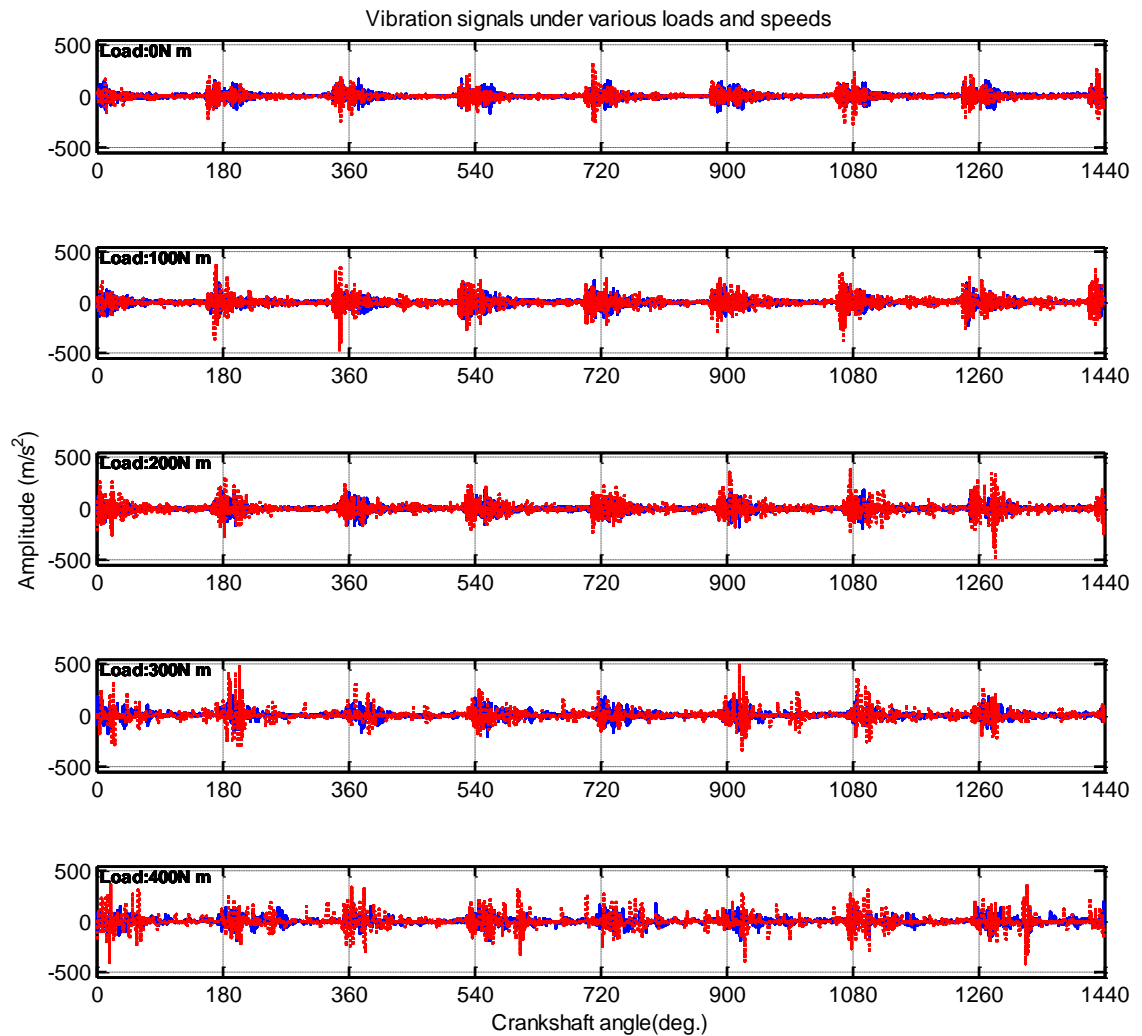 Vibration signals under various loads and speeds
Load:0N m
500
0
-500
0 180 360 540 720 900 1080 1260 1440
Load:100N m
500
0
-500
0 180 360 540 720 900 1080 1260 1440
Amplitude (m/s²)
Load:200N m
500
0
-500
0 180 360 540 720 900 1080 1260 1440
Load:300N m
500
0
-500
0 180 360 540 720 900 1080 1260 1440
Load:400N m
500
0
-500
0 180 360 540 720 900 1080 1260 1440
Crankshaft angle(deg.)